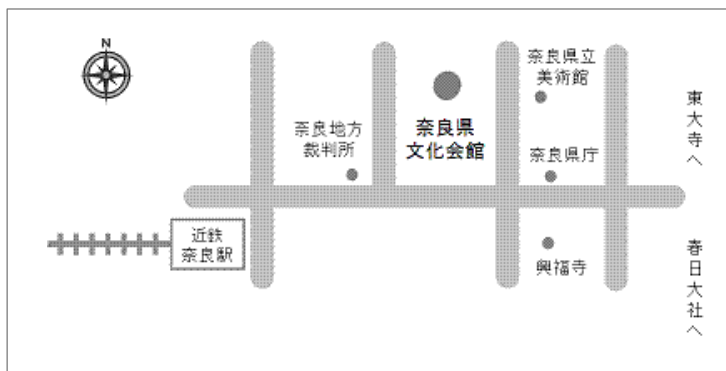 N
奈良県立
美術館
奈良地方
裁判所
奈良県
文化会館
奈良県庁
東大寺へ
近鉄
奈良駅
興福寺
春日大社へ